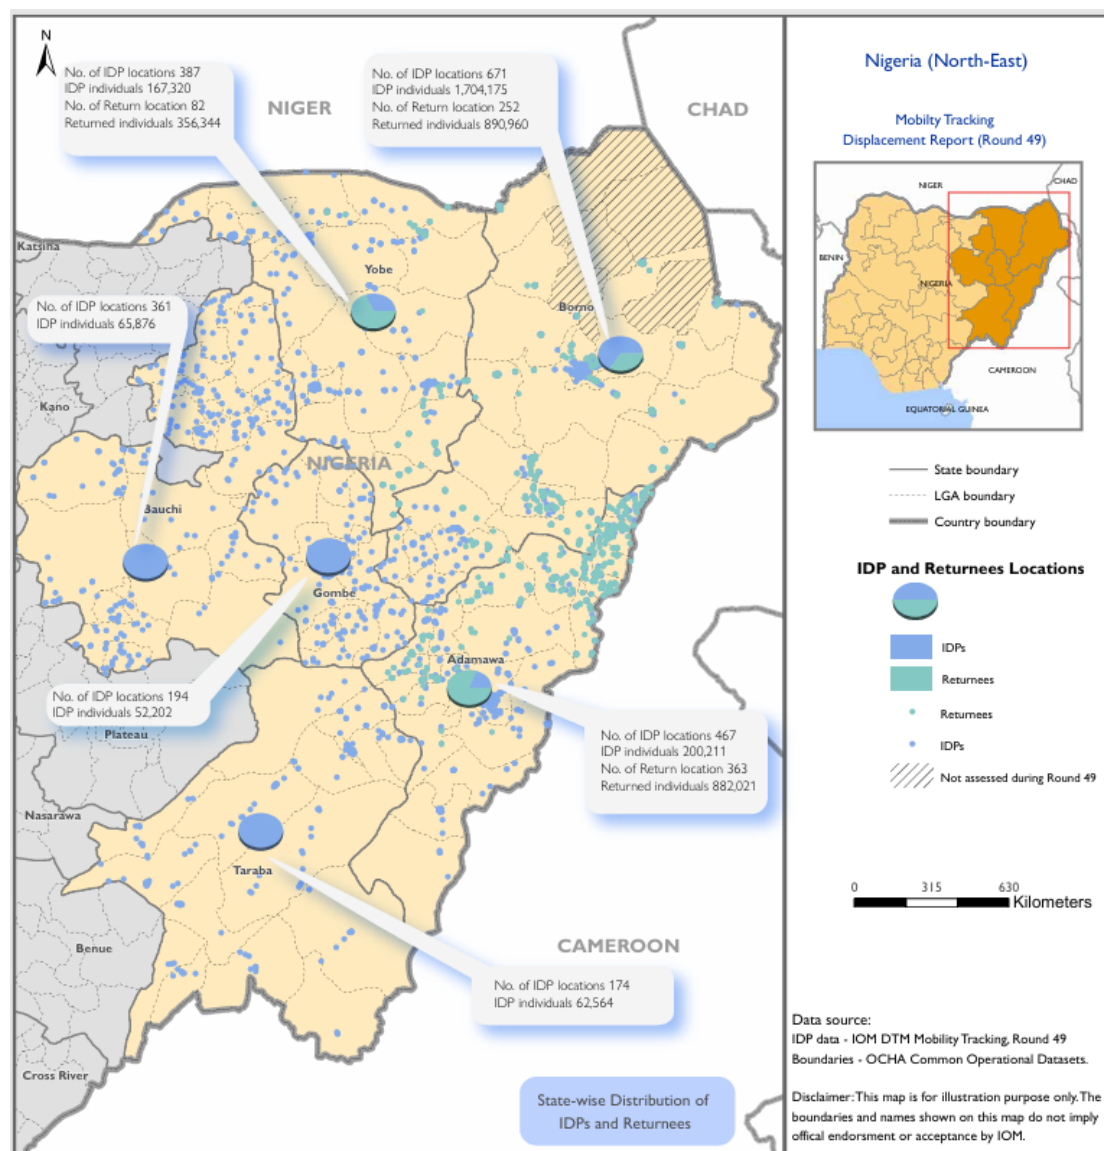 N
No. of IDP locations 387
IDP individuals 167,320
No. of Return location 82
Returned individuals 356,344
No. of IDP locations 671
IDP individuals 1,704,175
No. of Return location 252
Returned individuals 890,960
NIGER
CHAD
Katsina
Yobe
Borno
No. of IDP locations 361
IDP individuals 65,876
Kano
NIGERIA
Bauchi
Gombe
Adamawa
No. of IDP locations 194
IDP individuals 52,202
Plateau
No. of IDP locations 467
IDP individuals 200,211
No. of Return location 363
Returned individuals 882,021
Nasarawa
Taraba
Benue
CAMEROON
No. of IDP locations 174
IDP individuals 62,564
Cross River
State-wise Distribution of
IDPs and Returnees
Nigeria (North-East)
Mobilty Tracking
Displacement Report (Round 49)
NIGER
CHAD
BENIN
NIGERIA
CAMEROON
EQUATORIAL GUINEA
State boundary
LGA boundary
Country boundary
IDP and Returnees Locations
IDPs
Returnees
Returnees
IDPs
Not assessed during Round 49
0 315 630
Kilometers
Data source:
IDP data - IOM DTM Mobility Tracking, Round 49
Boundaries - OCHA Common Operational Datasets.
Disclaimer: This map is for illustration purpose only. The
boundaries and names shown on this map do not imply
offical endorsment or acceptance by IOM.